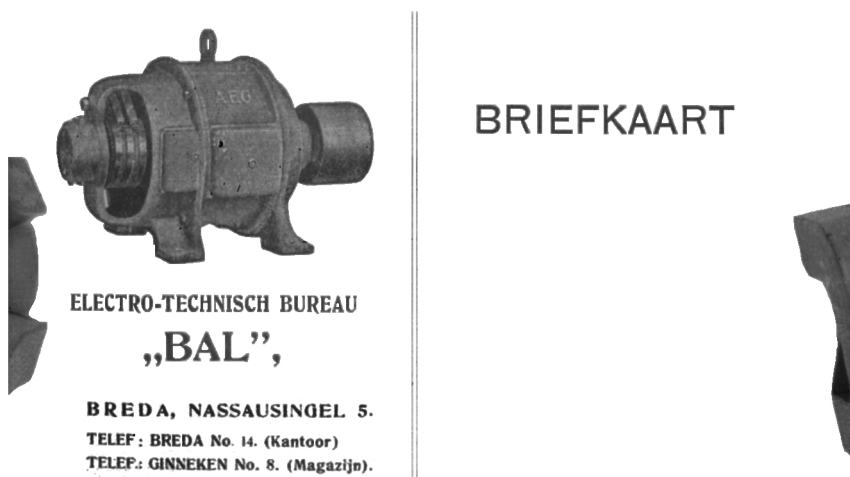 AEG
ELECTRO-TECHNISCH BUREAU
„BAL”,
BREDA, NASSAUSINGEL 5.
TELEF: BREDA No. 14. (Kantoor)
TELEF.: GINNEKEN No. 8. (Magazijn).
BRIEFKAART